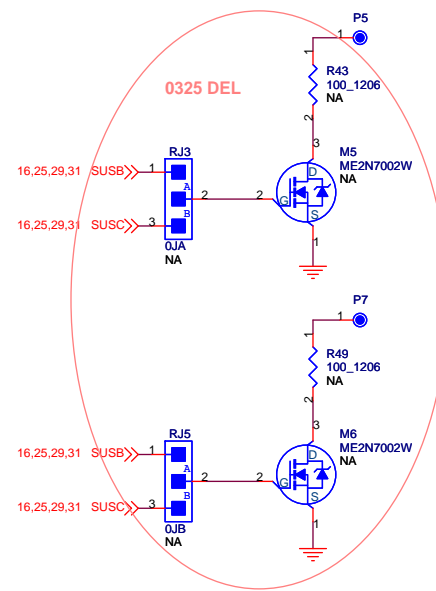 P5
1
1
R43
100_1206
NA
2
0325 DEL
RJ3
3
M5
ME2N7002W
NA
D
16,25,29,31 SUSB 1
A
2
2
G
B
S
16,25,29,31 SUSC 3
0JA
NA
1
P7
1
1
R49
100_1206
NA
2
RJ5
3
M6
ME2N7002W
NA
D
16,25,29,31 SUSB 1
A
2
2
G
B
S
16,25,29,31 SUSC 3
0JB
NA
1